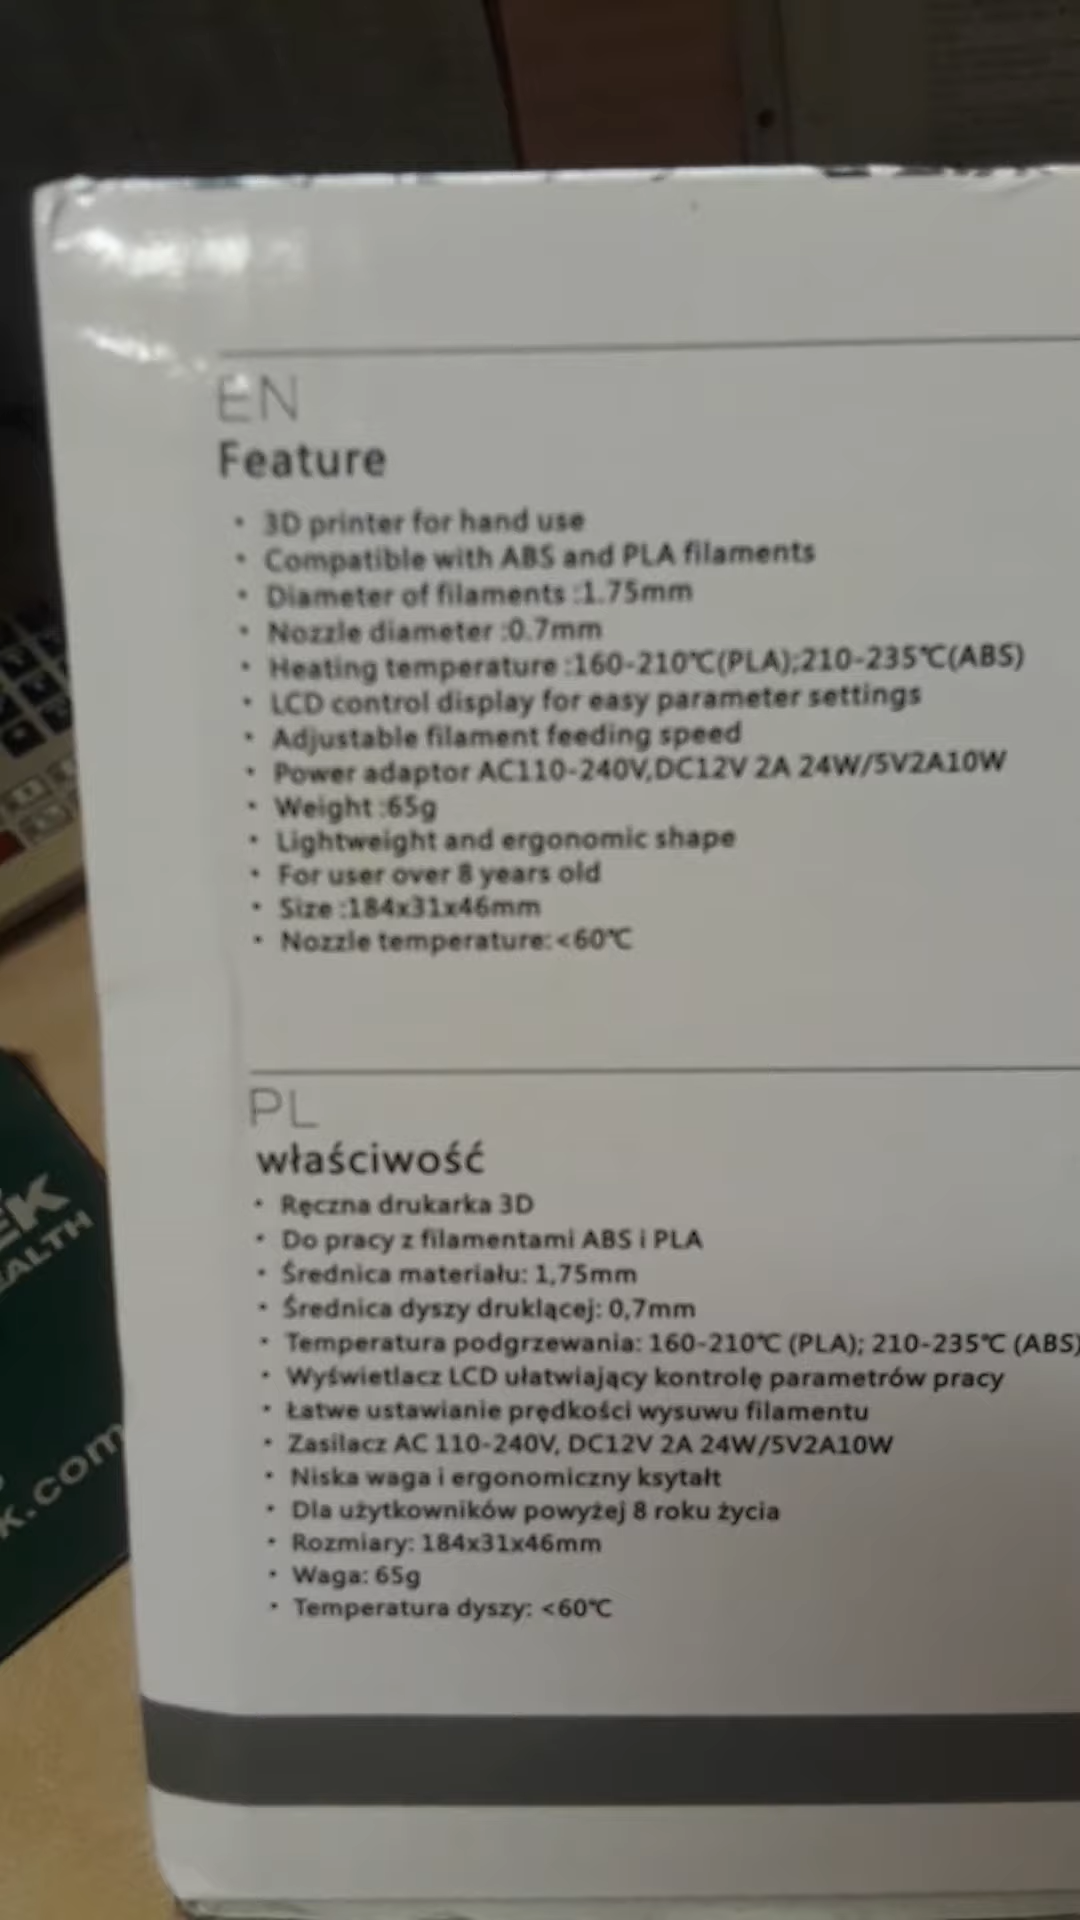 EN
Feature
• 3D printer for hand use
• Compatible with ABS and PLA filaments
• Diameter of filaments :1.75mm
• Nozzle diameter :0.7mm
• Heating temperature :160-210℃(PLA);210-235℃(ABS)
• LCD control display for easy parameter settings
• Adjustable filament feeding speed
• Power adaptor AC110-240V,DC12V 2A 24W/5V2A10W
• Weight :65g
• Lightweight and ergonomic shape
• For user over 8 years old
• Size :184x31x46mm
• Nozzle temperature:<60℃
PL
właściwość
• Ręczna drukarka 3D
• Do pracy z filamentami ABS i PLA
• Średnica materiału: 1,75mm
• Średnica dyszy druklącej: 0,7mm
• Temperatura podgrzewania: 160-210℃ (PLA); 210-235℃ (ABS)
• Wyświetlacz LCD ułatwiający kontrolę parametrów pracy
• Łatwe ustawianie prędkości wysuwu filamentu
• Zasilacz AC 110-240V, DC12V 2A 24W/5V2A10W
• Niska waga i ergonomiczny ksytałt
• Dla użytkowników powyżej 8 roku życia
• Rozmiary: 184x31x46mm
• Waga: 65g
• Temperatura dyszy: <60℃
EK
ALTH
k.com